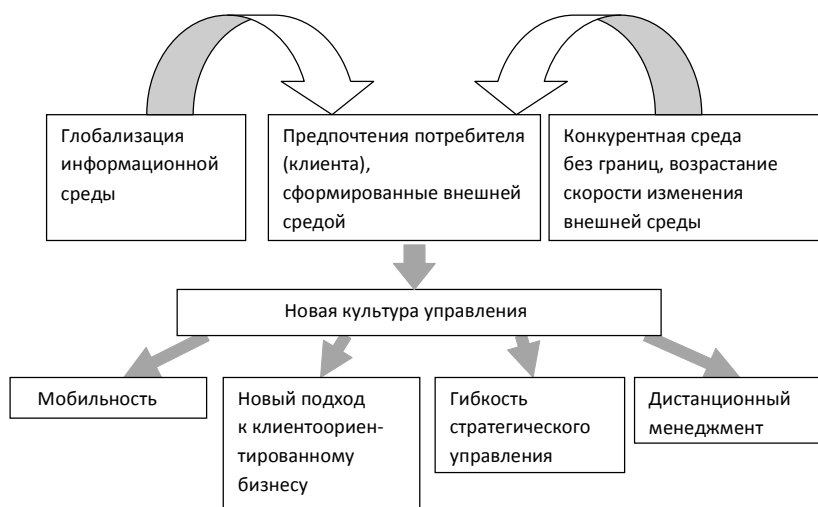 Глобализация
информационной
среды
Предпочтения потребителя
(клиента),
сформированные внешней
средой
Конкурентная среда
без границ, возрастание
скорости изменения
внешней среды
Новая культура управления
Мобильность
Новый подход
к клиентоориен-
тированному
бизнесу
Гибкость
стратегического
управления
Дистанционный
менеджмент